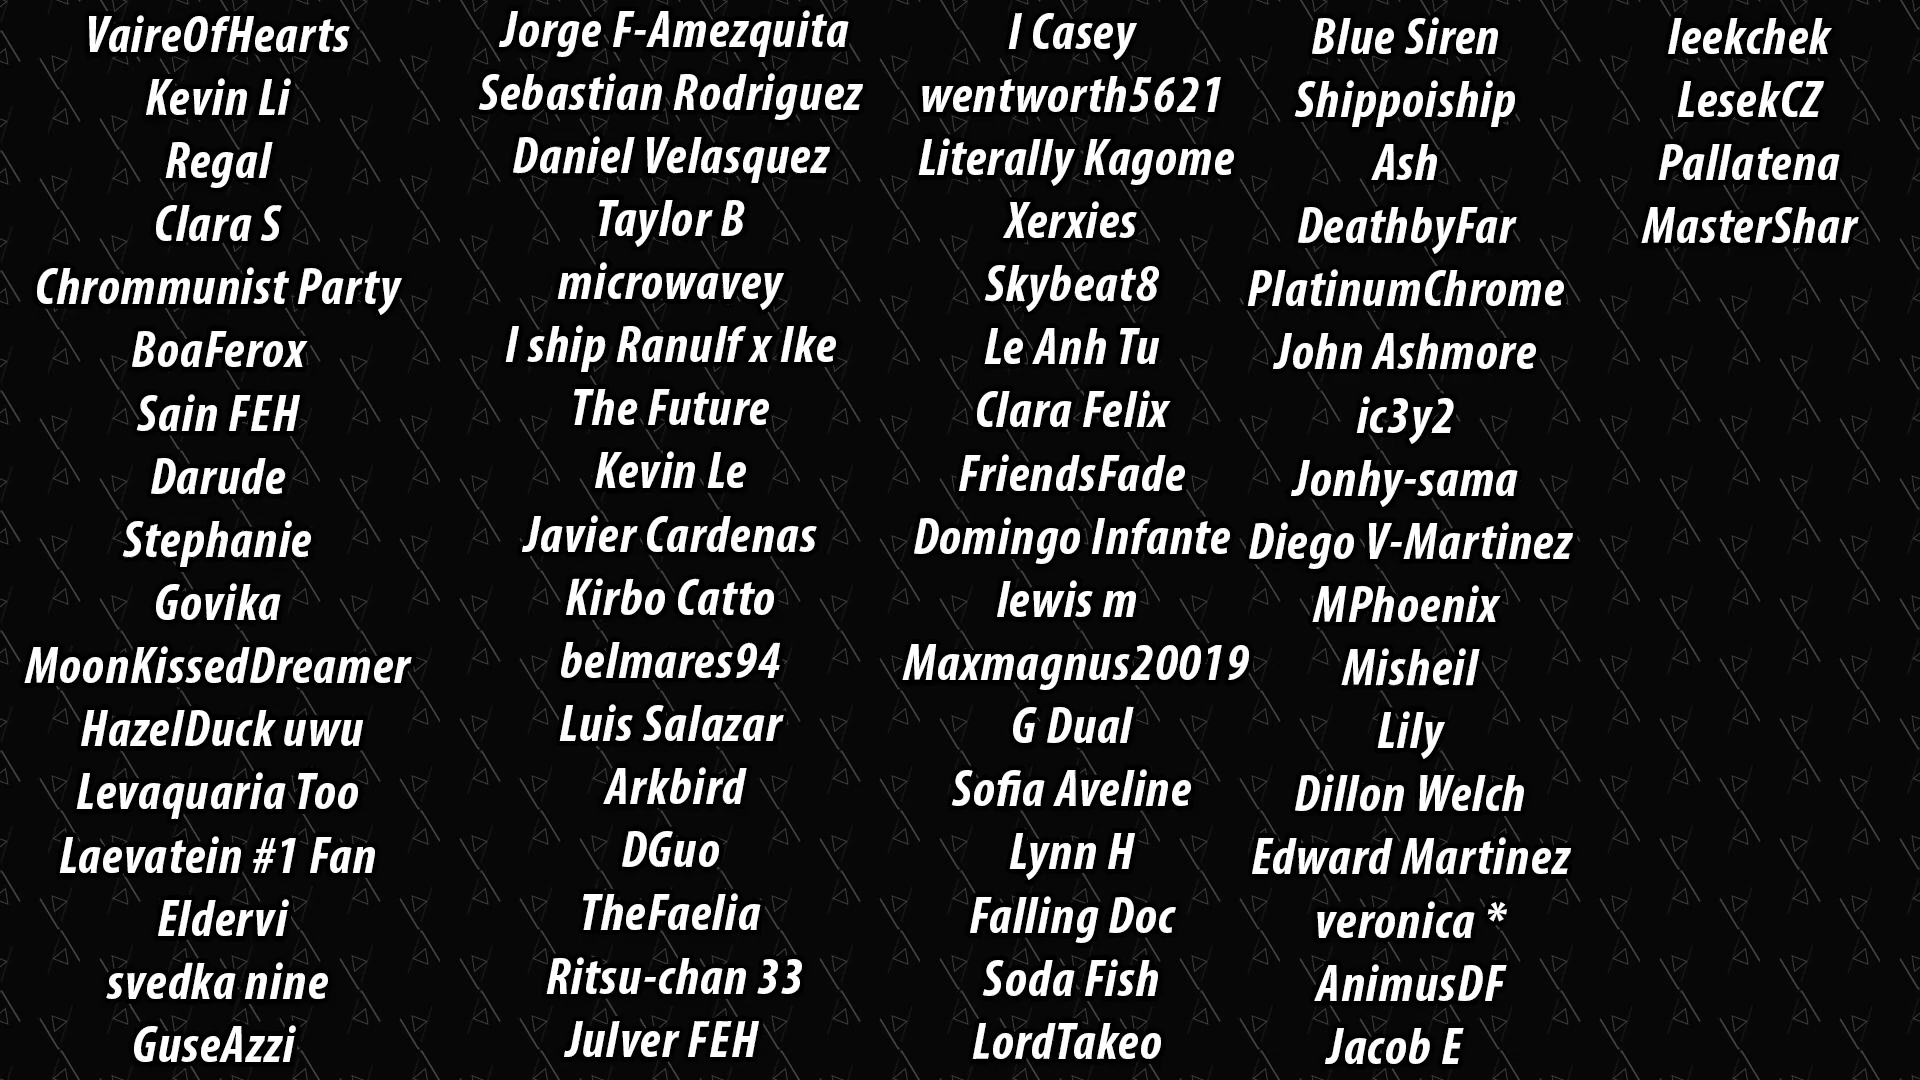 VaireOfHearts
Kevin Li
Regal
Clara S
Chrommunist Party
BoaFerox
Sain FEH
Darude
Stephanie
Govika
MoonKissedDreamer
HazelDuck uwu
Levaquaria Too
Laevatein #1 Fan
Eldervi
svedka nine
GuseAzzi
Jorge F-Amezquita
Sebastian Rodriguez
Daniel Velasquez
Taylor B
microwavey
I ship Ranulf x Ike
The Future
Kevin Le
Javier Cardenas
Kirbo Catto
belmares94
Luis Salazar
Arkbird
DGuo
TheFaelia
Ritsu-chan 33
Julver FEH
I Casey
wentworth5621
Literally Kagome
Xerxies
Skybeat8
Le Anh Tu
Clara Felix
FriendsFade
Domingo Infante
lewis m
Maxmagnus20019
G Dual
Sofia Aveline
Lynn H
Falling Doc
Soda Fish
LordTakeo
Blue Siren
Shippoiship
Ash
DeathbyFar
PlatinumChrome
John Ashmore
ic3y2
Jonhy-sama
Diego V-Martinez
MPhoenix
Misheil
Lily
Dillon Welch
Edward Martinez
veronica *
AnimusDF
Jacob E
leekchek
LesekCZ
Pallatena
MasterShar